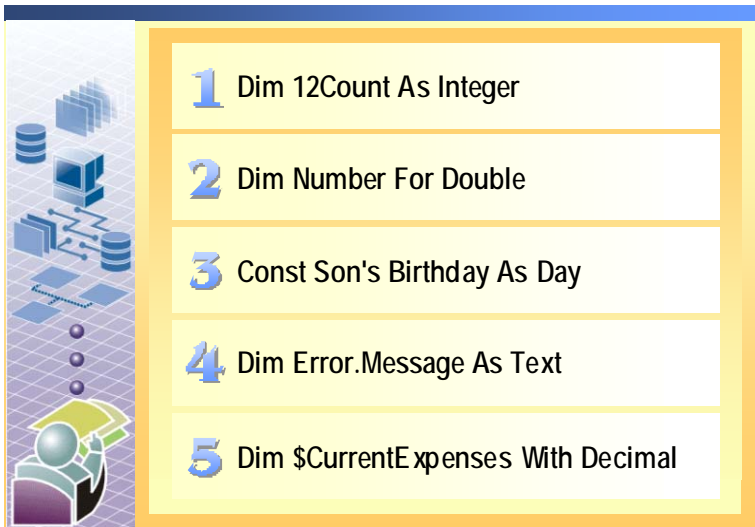 1 Dim 12Count As Integer
2 Dim Number For Double
3 Const Son's Birthday As Day
4 Dim Error.Message As Text
5 Dim $CurrentExpenses With Decimal